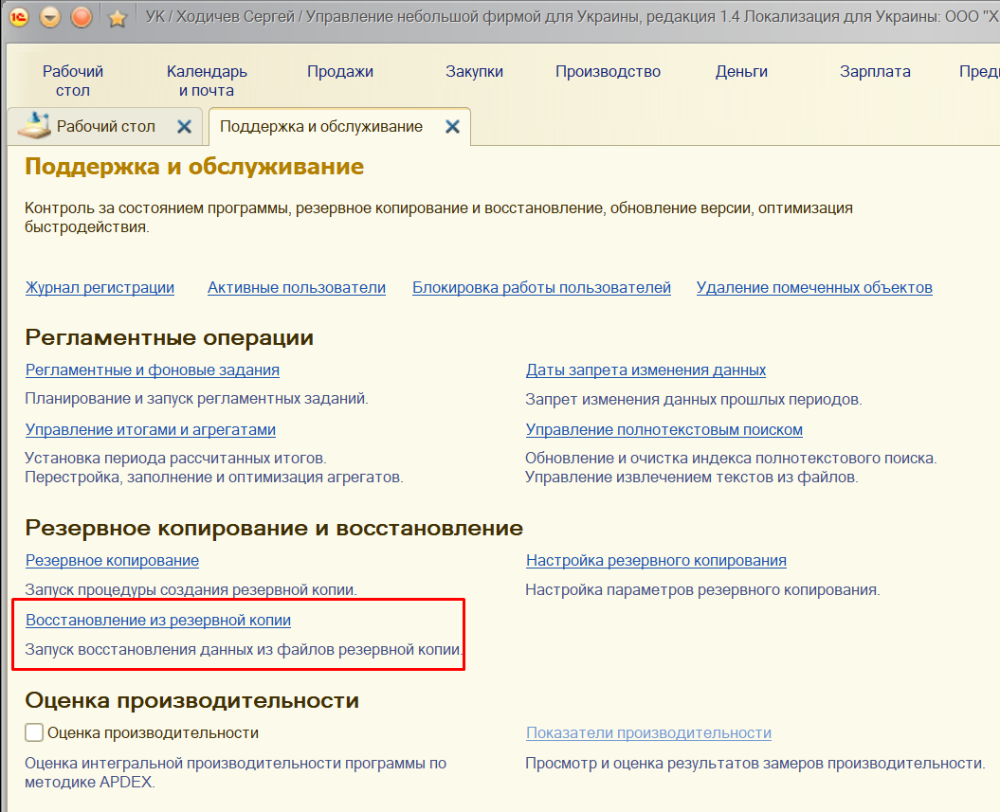 1С УК / Ходичев Сергей / Управление небольшой фирмой для Украины, редакция 1.4 Локализация для Украины: ООО "Х
Рабочий стол Календарь и почта Продажи Закупки Производство Деньги Зарплата Пред
Рабочий стол Поддержка и обслуживание
Поддержка и обслуживание
Контроль за состоянием программы, резервное копирование и восстановление, обновление версии, оптимизация
быстродействия.
Журнал регистрации Активные пользователи Блокировка работы пользователей Удаление помеченных объектов
Регламентные операции
Регламентные и фоновые задания Даты запрета изменения данных
Планирование и запуск регламентных заданий. Запрет изменения данных прошлых периодов.
Управление итогами и агрегатами Управление полнотекстовым поиском
Установка периода рассчитанных итогов. Обновление и очистка индекса полнотекстового поиска.
Перестройка, заполнение и оптимизация агрегатов. Управление извлечением текстов из файлов.
Резервное копирование и восстановление
Резервное копирование Настройка резервного копирования
Запуск процедуры создания резервной копии. Настройка параметров резервного копирования.
Восстановление из резервной копии
Запуск восстановления данных из файлов резервной копии.
Оценка производительности
Оценка производительности Показатели производительности
Оценка интегральной производительности программы по Просмотр и оценка результатов замеров производительности.
методике APDEX.